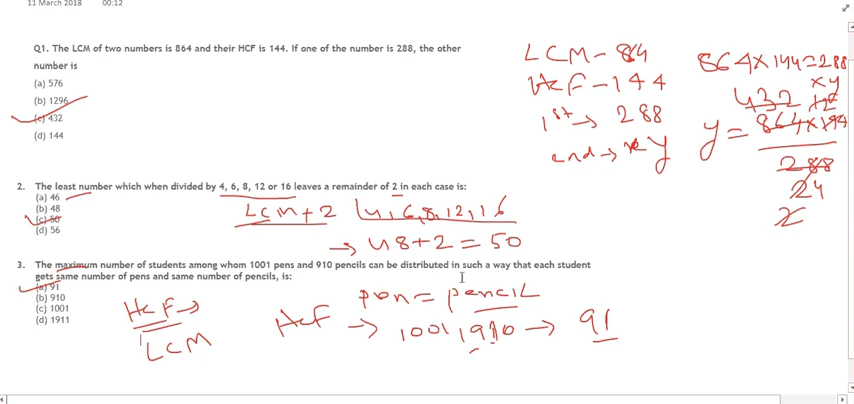 11 March 2018 00:12
Q1. The LCM of two numbers is 864 and their HCF is 144. If one of the number is 288, the other
number is
(a) 576
(b) 1296
(c) 432
(d) 144
LCM - 84
HCF - 144
1st → 288
2nd → x y
864 x 144 = 288
x y
432
y = 864 x 144
288
24
2
2. The least number which when divided by 4, 6, 8, 12 or 16 leaves a remainder of 2 in each case is:
(a) 46
(b) 48
(c) 50
(d) 56
LCM + 2
4, 6, 8, 12, 16
→ 48 + 2 = 50
3. The maximum number of students among whom 1001 pens and 910 pencils can be distributed in such a way that each student
gets same number of pens and same number of pencils, is:
(a) 91
(b) 910
(c) 1001
(d) 1911
HCF →
LCM
pen = pencil
HCF → 1001, 910 → 91